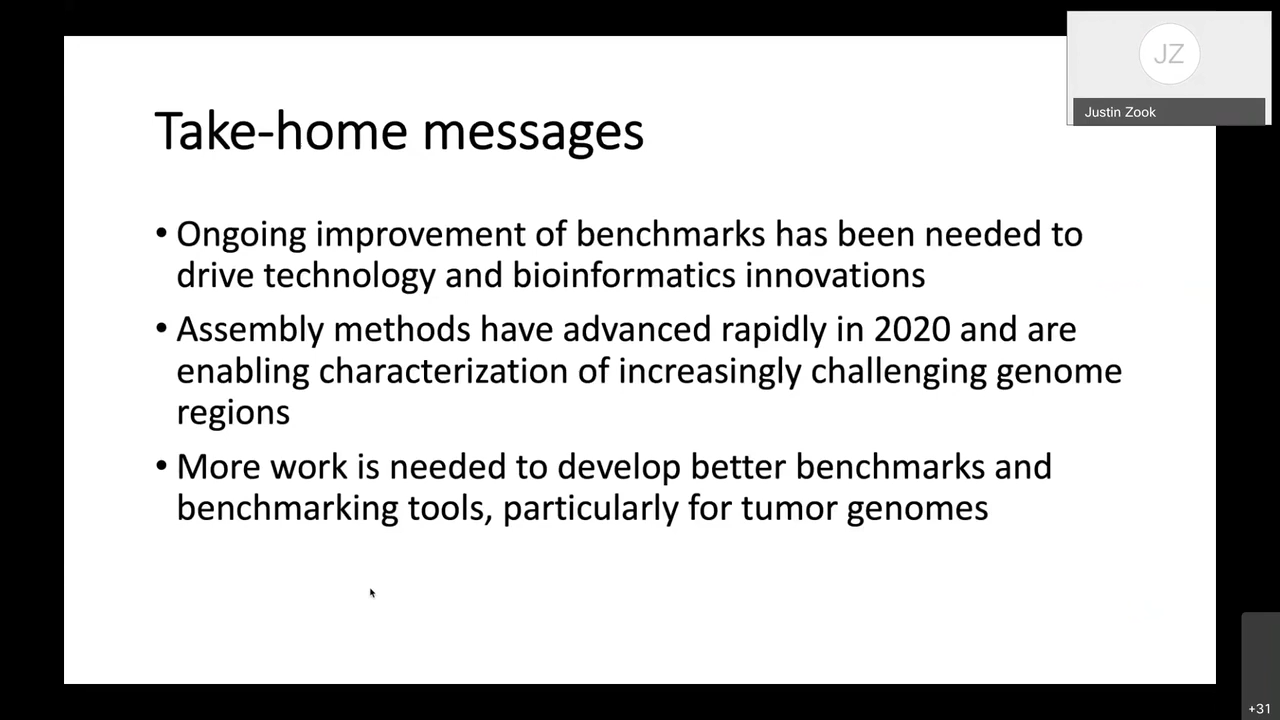 JZ
Justin Zook
Take-home messages
• Ongoing improvement of benchmarks has been needed to
drive technology and bioinformatics innovations
• Assembly methods have advanced rapidly in 2020 and are
enabling characterization of increasingly challenging genome
regions
• More work is needed to develop better benchmarks and
benchmarking tools, particularly for tumor genomes
+31